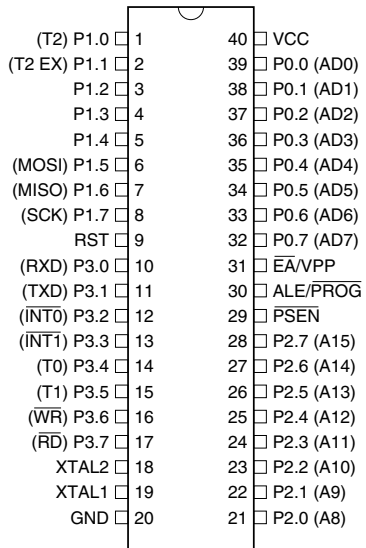 (T2) P1.0 1 40 VCC
(T2 EX) P1.1 2 39 P0.0 (AD0)
P1.2 3 38 P0.1 (AD1)
P1.3 4 37 P0.2 (AD2)
P1.4 5 36 P0.3 (AD3)
(MOSI) P1.5 6 35 P0.4 (AD4)
(MISO) P1.6 7 34 P0.5 (AD5)
(SCK) P1.7 8 33 P0.6 (AD6)
RST 9 32 P0.7 (AD7)
(RXD) P3.0 10 31 E̅A̅/VPP
(TXD) P3.1 11 30 ALE/P̅R̅O̅G̅
(I̅N̅T̅0̅) P3.2 12 29 P̅S̅E̅N̅
(I̅N̅T̅1̅) P3.3 13 28 P2.7 (A15)
(T0) P3.4 14 27 P2.6 (A14)
(T1) P3.5 15 26 P2.5 (A13)
(W̅R̅) P3.6 16 25 P2.4 (A12)
(R̅D̅) P3.7 17 24 P2.3 (A11)
XTAL2 18 23 P2.2 (A10)
XTAL1 19 22 P2.1 (A9)
GND 20 21 P2.0 (A8)